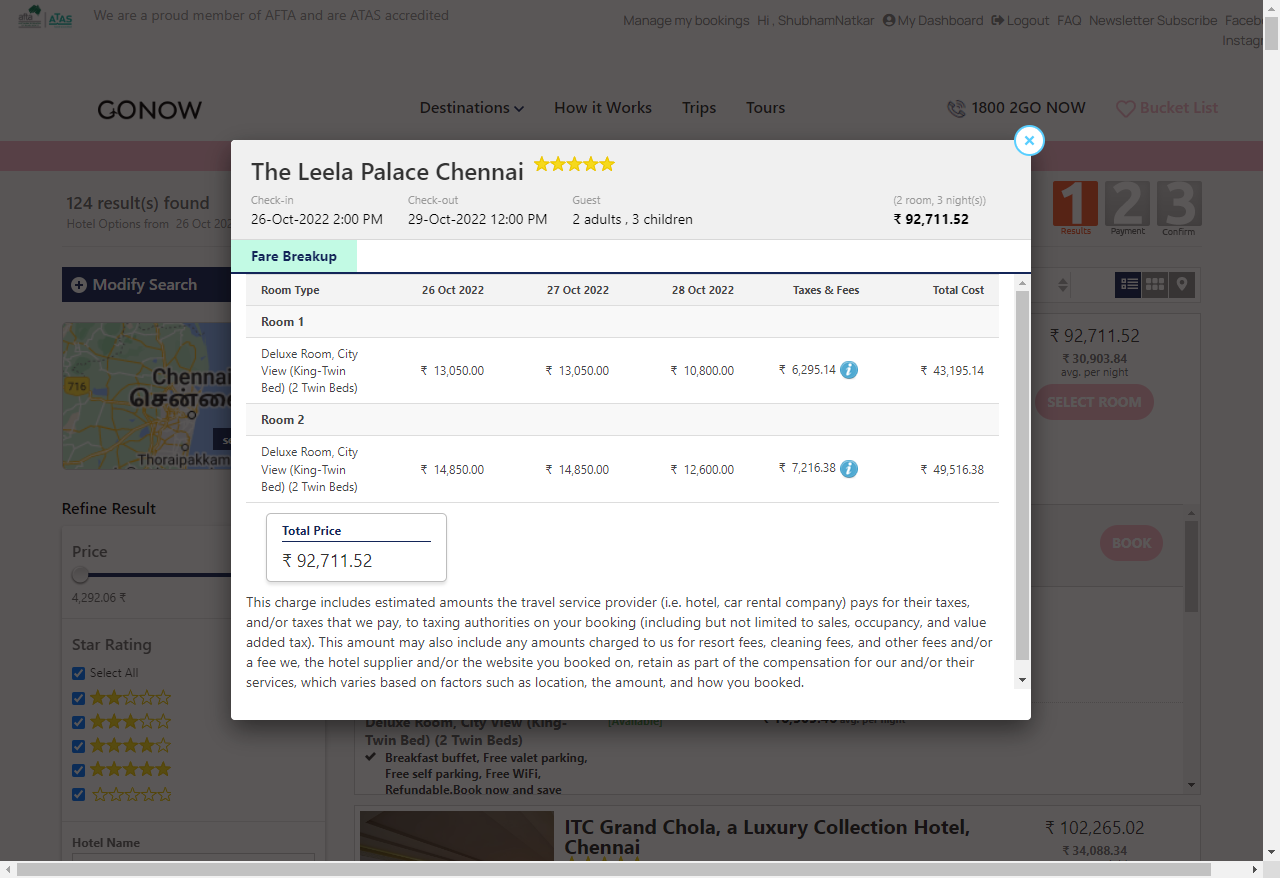 We are a proud member of AFTA and are ATAS accredited
ATAS
Manage my bookings Hi , ShubhamNatkar My Dashboard Logout FAQ Newsletter Subscribe
GONOW
Destinations How it Works Trips Tours
1800 2GO NOW
Bucket List
The Leela Palace Chennai
Check-in Check-out Guest (2 room, 3 night(s))
26-Oct-2022 2:00 PM 29-Oct-2022 12:00 PM 2 adults , 3 children ₹ 92,711.52
Fare Breakup
Room Type 26 Oct 2022 27 Oct 2022 28 Oct 2022 Taxes & Fees Total Cost
Room 1
Deluxe Room, City
View (King-Twin
Bed) (2 Twin Beds)
₹ 13,050.00 ₹ 13,050.00 ₹ 10,800.00 ₹ 6,295.14 i ₹ 43,195.14
Room 2
Deluxe Room, City
View (King-Twin
Bed) (2 Twin Beds)
₹ 14,850.00 ₹ 14,850.00 ₹ 12,600.00 ₹ 7,216.38 i ₹ 49,516.38
Total Price
₹ 92,711.52
This charge includes estimated amounts the travel service provider (i.e. hotel, car rental company) pays for their taxes,
and/or taxes that we pay, to taxing authorities on your booking (including but not limited to sales, occupancy, and value
added tax). This amount may also include any amounts charged to us for resort fees, cleaning fees, and other fees and/or
a fee we, the hotel supplier and/or the website you booked on, retain as part of the compensation for our and/or their
services, which varies based on factors such as location, the amount, and how you booked.
124 result(s) found
Hotel Options from 26 Oct
1 2 3
Results Payment Confirm
Modify Search
716
Chennai
Thoraipakkam
Refine Result
Price
4,292.06 ₹
Star Rating
Select All
Hotel Name
₹ 92,711.52
₹ 30,903.84
avg. per night
SELECT ROOM
BOOK
Deluxe Room, City View (King-
Twin Bed) (2 Twin Beds)
[Available]
avg. per night
Breakfast buffet, Free valet parking,
Free self parking, Free WiFi,
Refundable.Book now and save
ITC Grand Chola, a Luxury Collection Hotel,
Chennai
₹ 102,265.02
₹ 34,088.34